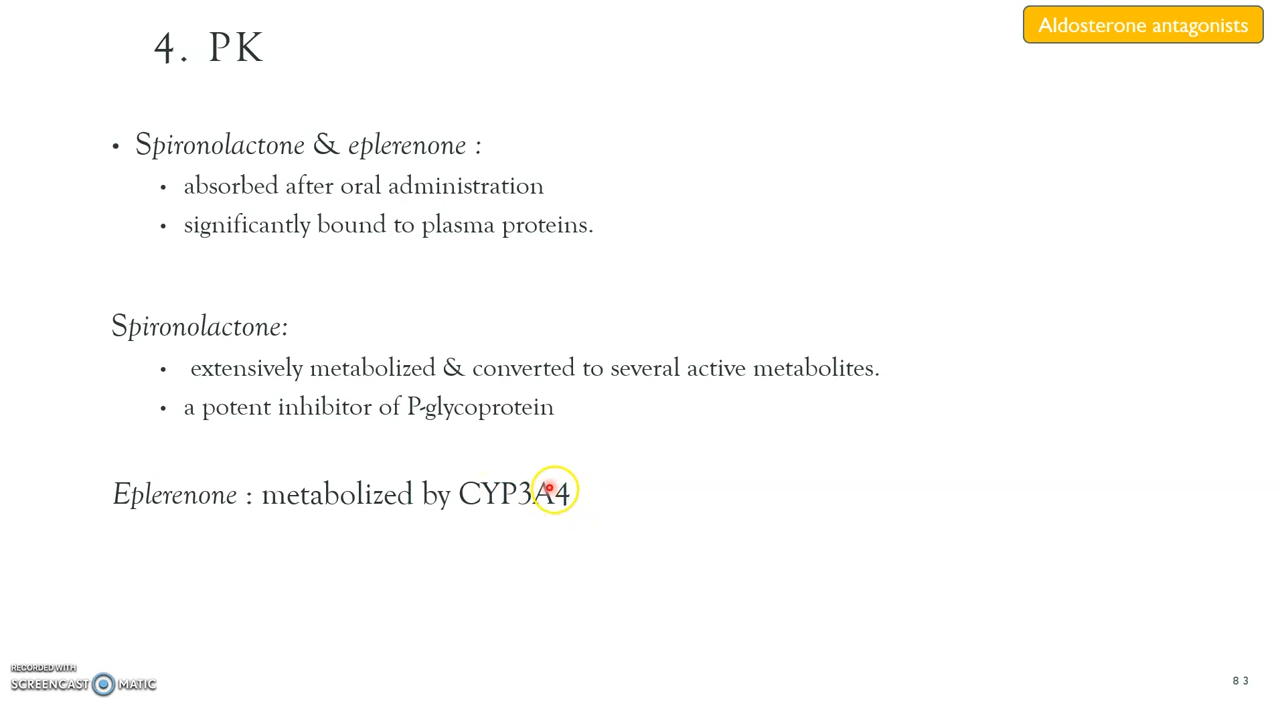 4. PK
Aldosterone antagonists
• Spironolactone & eplerenone :
• absorbed after oral administration
• significantly bound to plasma proteins.
Spironolactone:
• extensively metabolized & converted to several active metabolites.
• a potent inhibitor of P-glycoprotein
Eplerenone : metabolized by CYP3A4
RECORDED WITH
SCREENCAST MATIC
83